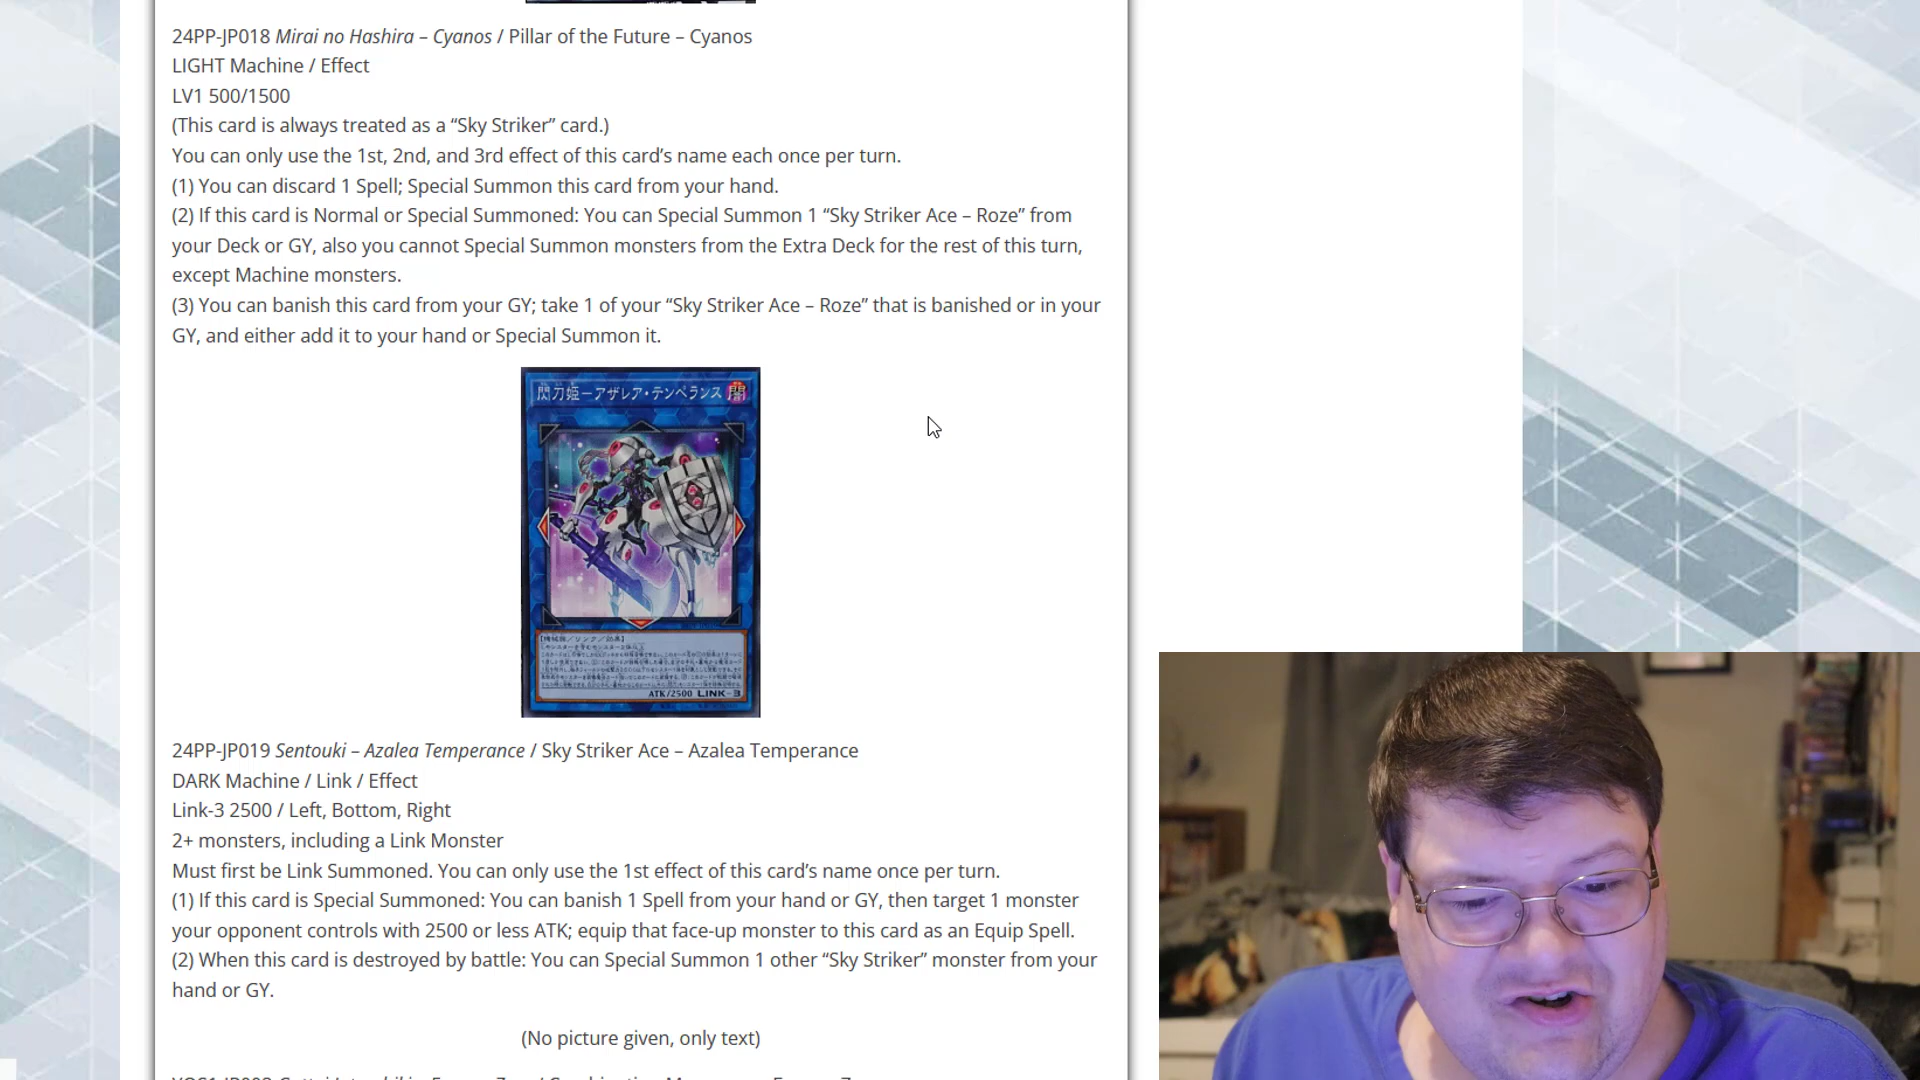 24PP-JP018 Mirai no Hashira – Cyanos / Pillar of the Future – Cyanos
LIGHT Machine / Effect
LV1 500/1500
(This card is always treated as a “Sky Striker” card.)
You can only use the 1st, 2nd, and 3rd effect of this card’s name each once per turn.
(1) You can discard 1 Spell; Special Summon this card from your hand.
(2) If this card is Normal or Special Summoned: You can Special Summon 1 “Sky Striker Ace – Roze” from
your Deck or GY, also you cannot Special Summon monsters from the Extra Deck for the rest of this turn,
except Machine monsters.
(3) You can banish this card from your GY; take 1 of your “Sky Striker Ace – Roze” that is banished or in your
GY, and either add it to your hand or Special Summon it.
閃刀姫－アザレア・テンペランス 闇
【機械族／リンク／効果】
ATK/2500 LINK-3
24PP-JP019 Sentouki – Azalea Temperance / Sky Striker Ace – Azalea Temperance
DARK Machine / Link / Effect
Link-3 2500 / Left, Bottom, Right
2+ monsters, including a Link Monster
Must first be Link Summoned. You can only use the 1st effect of this card’s name once per turn.
(1) If this card is Special Summoned: You can banish 1 Spell from your hand or GY, then target 1 monster
your opponent controls with 2500 or less ATK; equip that face-up monster to this card as an Equip Spell.
(2) When this card is destroyed by battle: You can Special Summon 1 other “Sky Striker” monster from your
hand or GY.
(No picture given, only text)